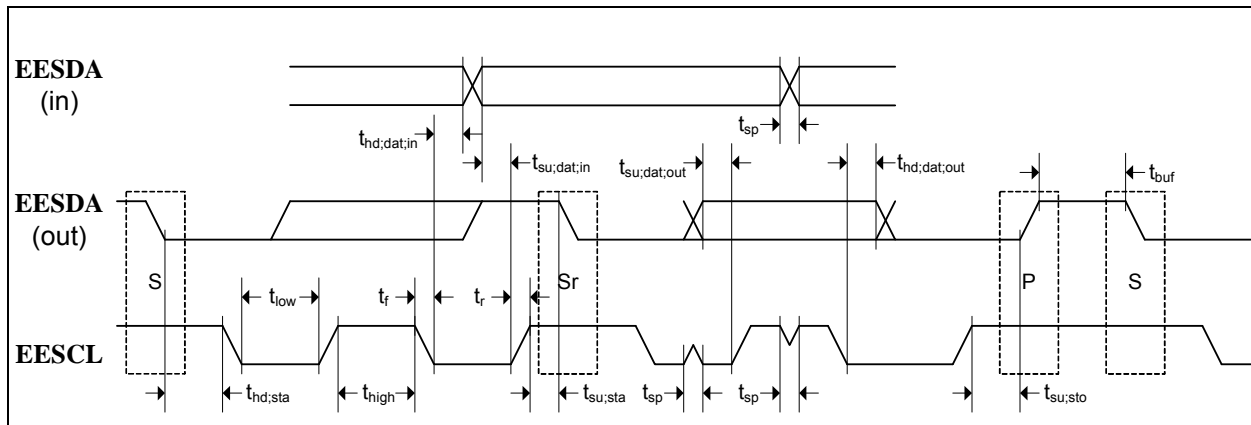 EESDA
(in)
t_hd;dat;in
t_sp
t_su;dat;in
t_su;dat;out
t_hd;dat;out
t_buf
EESDA
(out)
S
t_low
t_f
t_r
Sr
P
S
EESCL
t_hd;sta
t_high
t_su;sta
t_sp
t_sp
t_su;sto